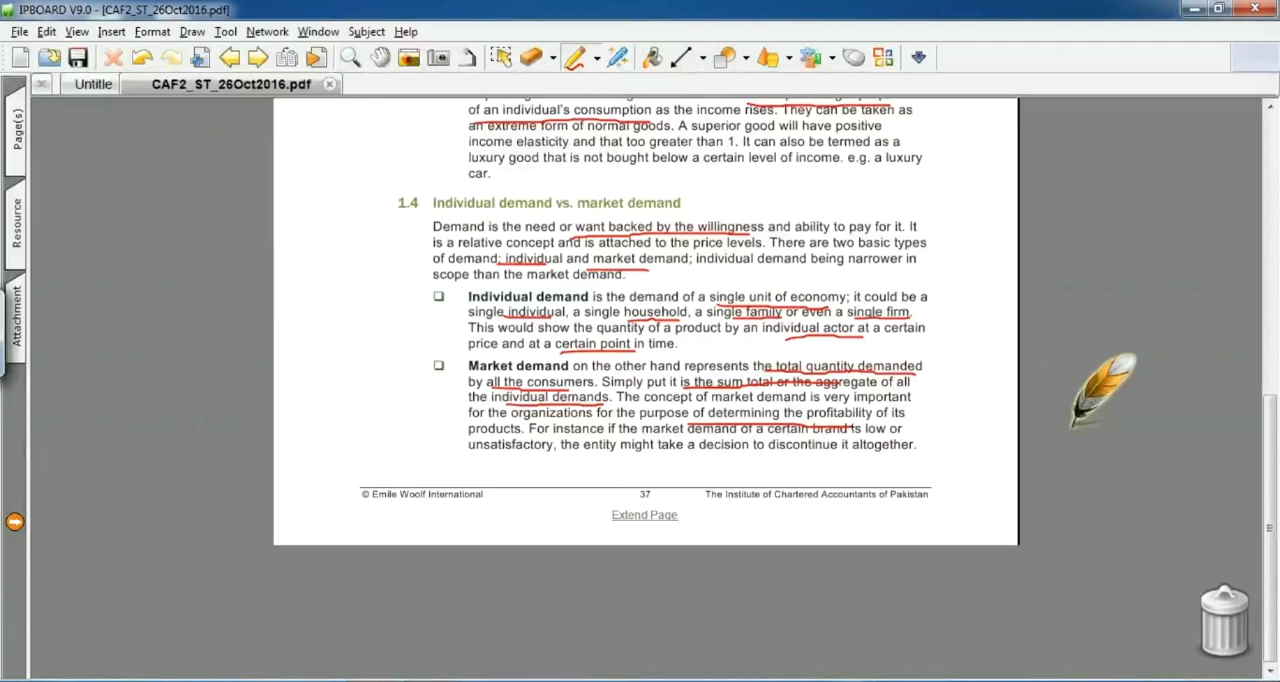 IPBOARD V9.0 - [CAF2_ST_26Oct2016.pdf]
File Edit View Insert Format Draw Tool Network Window Subject Help
Untitled CAF2_ST_26Oct2016.pdf
Page(s)
Resource
Attachment
of an individual's consumption as the income rises. They can be taken as
an extreme form of normal goods. A superior good will have positive
income elasticity and that too greater than 1. It can also be termed as a
luxury good that is not bought below a certain level of income. e.g. a luxury
car.
1.4 Individual demand vs. market demand
Demand is the need or want backed by the willingness and ability to pay for it. It
is a relative concept and is attached to the price levels. There are two basic types
of demand; individual and market demand; individual demand being narrower in
scope than the market demand.
Individual demand is the demand of a single unit of economy; it could be a
single individual, a single household, a single family or even a single firm.
This would show the quantity of a product by an individual actor at a certain
price and at a certain point in time.
Market demand on the other hand represents the total quantity demanded
by all the consumers. Simply put it is the sum total or the aggregate of all
the individual demands. The concept of market demand is very important
for the organizations for the purpose of determining the profitability of its
products. For instance if the market demand of a certain brand is low or
unsatisfactory, the entity might take a decision to discontinue it altogether.
© Emile Woolf International 37 The Institute of Chartered Accountants of Pakistan
Extend Page